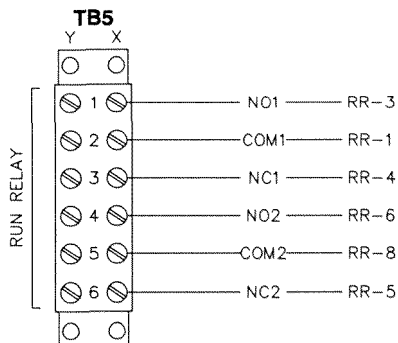 TB5
Y X
RUN RELAY
1 NO1 RR-3
2 COM1 RR-1
3 NC1 RR-4
4 NO2 RR-6
5 COM2 RR-8
6 NC2 RR-5